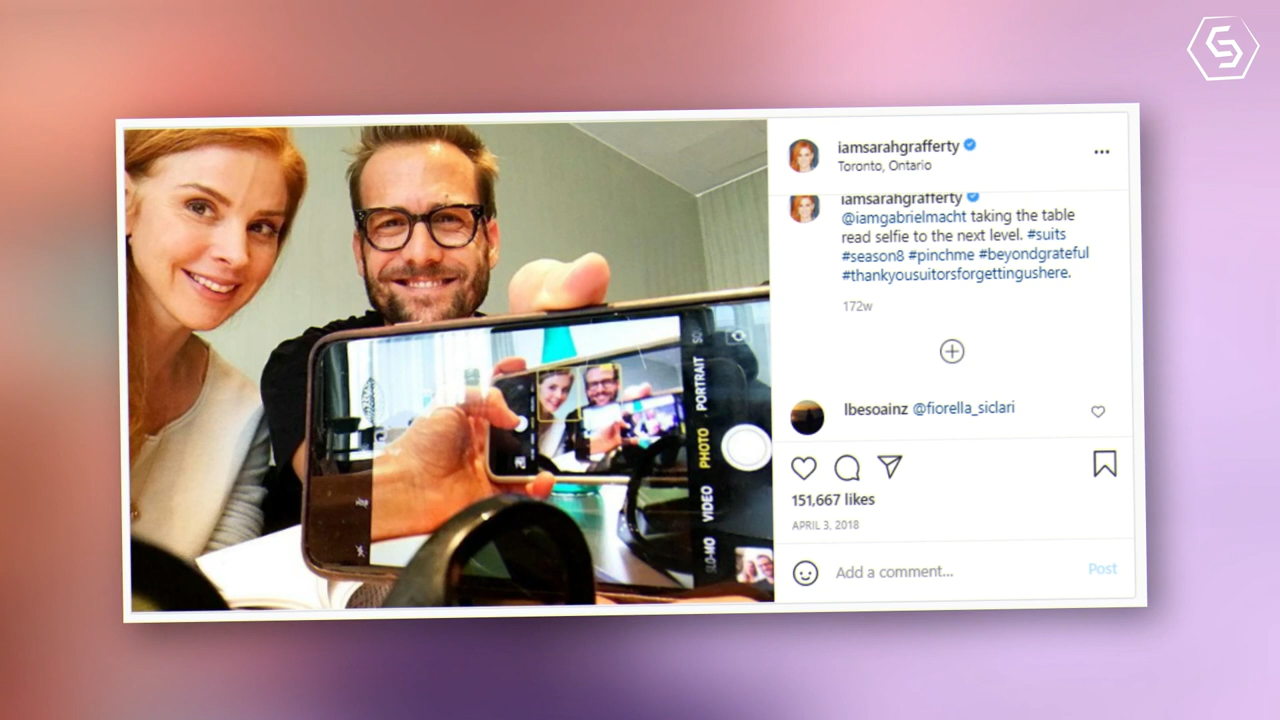 iamsarahgrafferty
Toronto, Ontario
iamsarahgrafferty
@iamgabrielmacht taking the table
read selfie to the next level. #suits
#season8 #pinchme #beyondgrateful
#thankyousuitorsforgettingushere.
172w
lbesoainz @fiorella_siclari
151,667 likes
APRIL 3, 2018
Add a comment...
Post
SLO-MO VIDEO PHOTO PORTRAIT